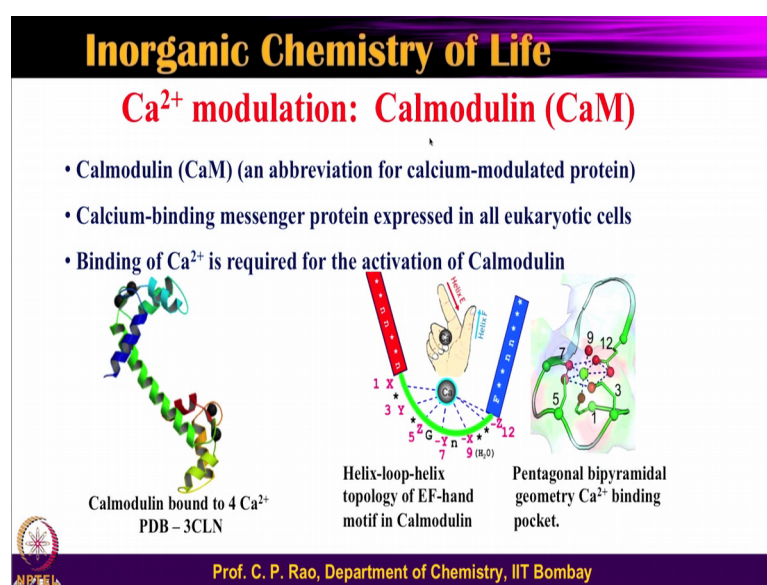 Inorganic Chemistry of Life
Ca²⁺ modulation: Calmodulin (CaM)
• Calmodulin (CaM) (an abbreviation for calcium-modulated protein)
• Calcium-binding messenger protein expressed in all eukaryotic cells
• Binding of Ca²⁺ is required for the activation of Calmodulin
Helix E
Helix F
* * n n * * n
F * * n n * * *
Ca
1 X
*
3 Y
*
5 Z
G
-Y
7
n
-X
9 (H₂O)
* *
-Z
12
9
12
7
5
3
1
Calmodulin bound to 4 Ca²⁺
PDB – 3CLN
Helix-loop-helix
topology of EF-hand
motif in Calmodulin
Pentagonal bipyramidal
geometry Ca²⁺ binding
pocket.
NPTEL
Prof. C. P. Rao, Department of Chemistry, IIT Bombay